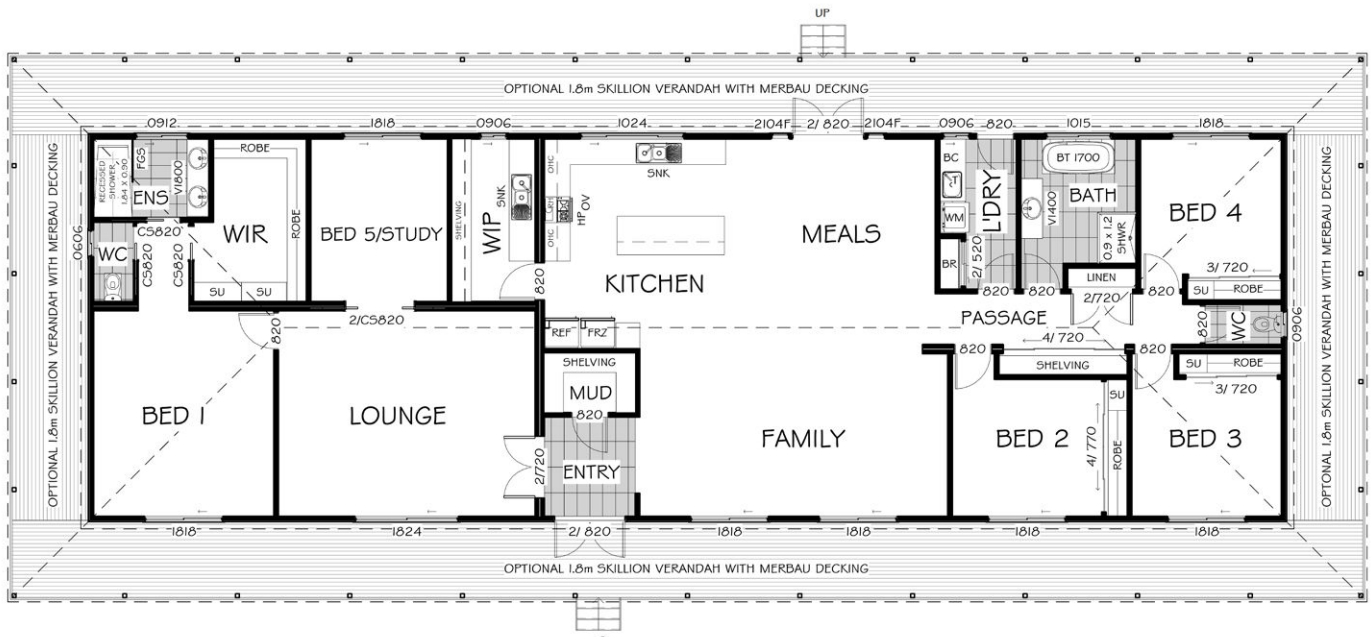 UP
OPTIONAL 1.8m SKILLION VERANDAH WITH MERBAU DECKING
0912
1818
0906
1024
2104F
2/ 820
2104F
0906
820
1015
1818
RECESSED
SHOWER
1.84 X 0.90
FGS
V1800
ENS
ROBE
ROBE
WIR
SU
SU
C5820
C5820
C5820
WC
0606
BED 5/STUDY
2/C5820
SHELVING
WIP
SNK
820
OHC
OHC
HP
OV
SNK
KITCHEN
MEALS
REF
FRZ
BC
T
WM
BR
L'DRY
2/ 520
820
BT 1700
BATH
V1400
0.9 x 1.2
SHWR
820
LINEN
2/720
BED 4
3/ 720
SU
ROBE
820
PASSAGE
4/ 720
SHELVING
820
820
820
WC
0906
OPTIONAL 1.8m SKILLION VERANDAH WITH MERBAU DECKING
OPTIONAL 1.8m SKILLION VERANDAH WITH MERBAU DECKING
820
BED 1
LOUNGE
SHELVING
MUD
820
ENTRY
2/720
FAMILY
BED 2
4/ 770
SU
ROBE
SU
ROBE
3/ 720
BED 3
1818
1824
2/ 820
1818
1818
1818
1818
OPTIONAL 1.8m SKILLION VERANDAH WITH MERBAU DECKING